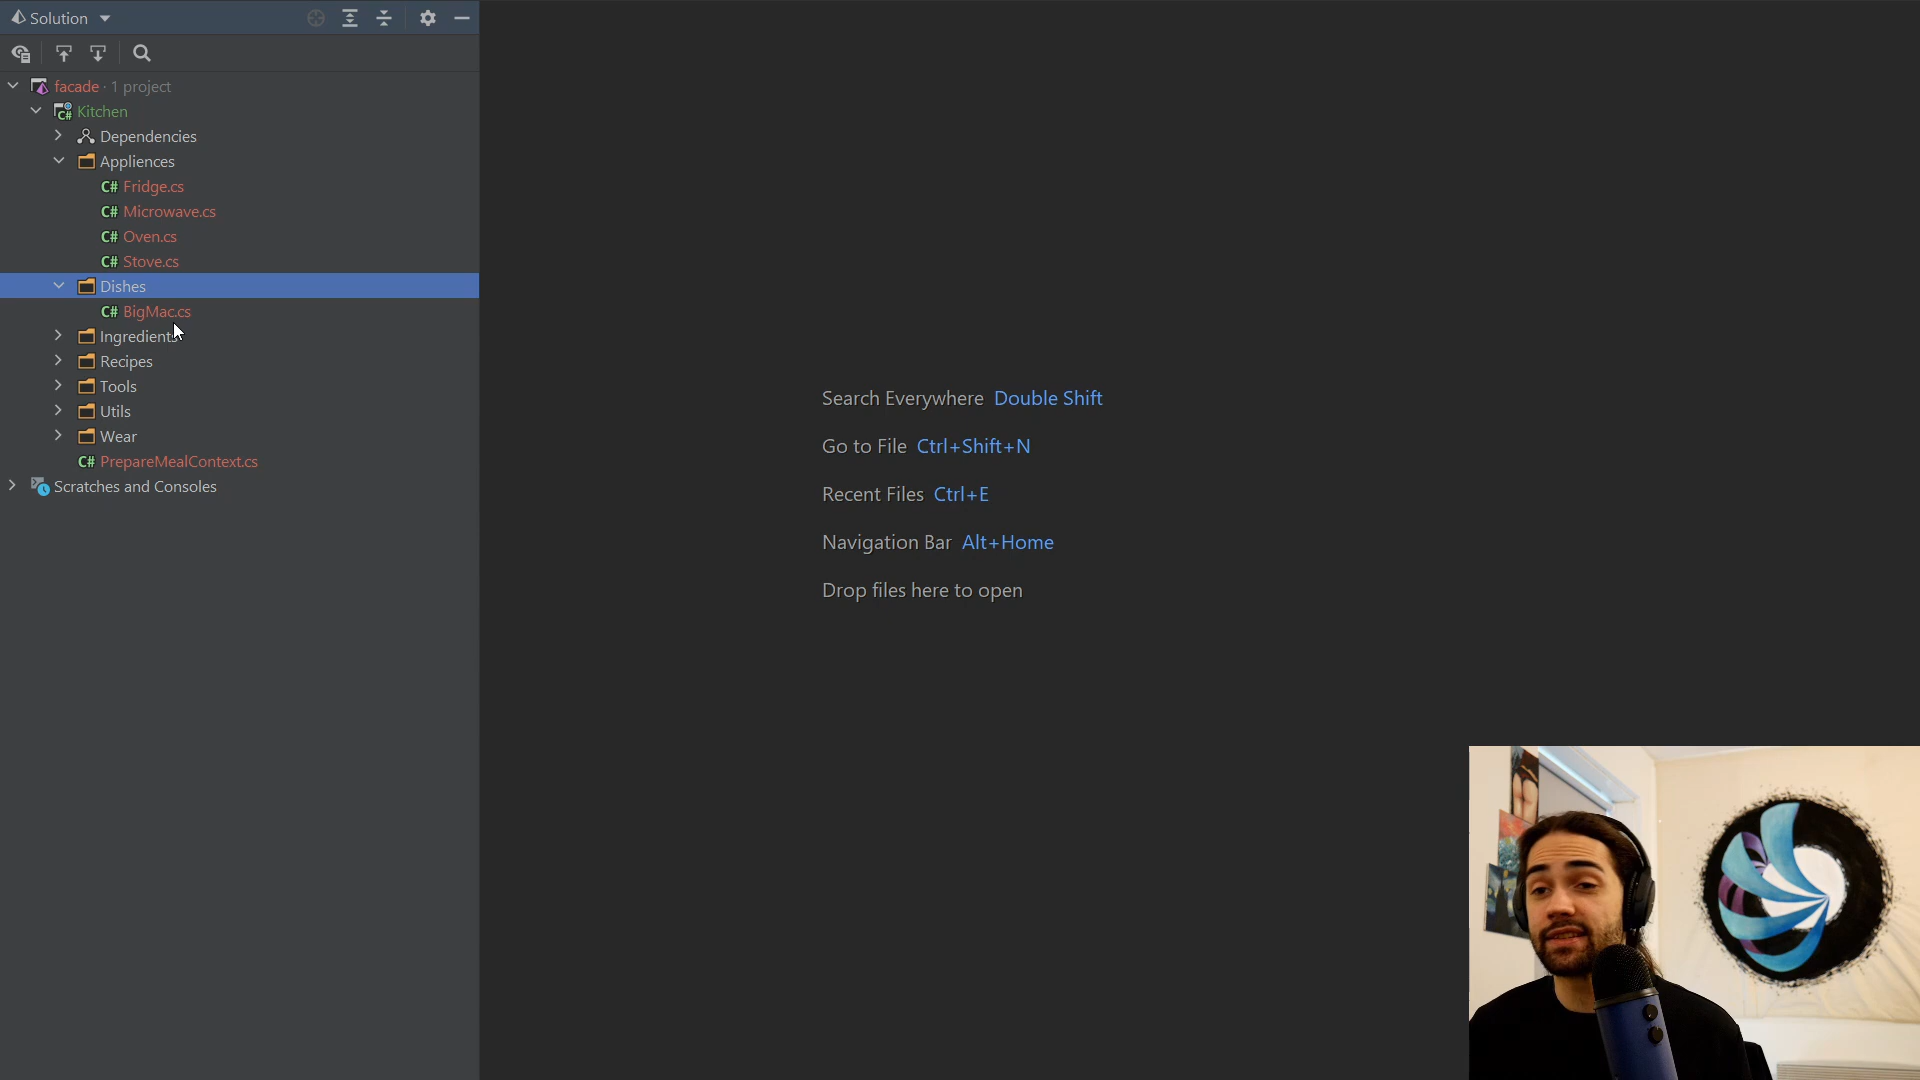 Solution
facade · 1 project
C# Kitchen
Dependencies
Appliences
C# Fridge.cs
C# Microwave.cs
C# Oven.cs
C# Stove.cs
Dishes
C# BigMac.cs
Ingredients
Recipes
Tools
Utils
Wear
C# PrepareMealContext.cs
Scratches and Consoles
Search Everywhere Double Shift
Go to File Ctrl+Shift+N
Recent Files Ctrl+E
Navigation Bar Alt+Home
Drop files here to open